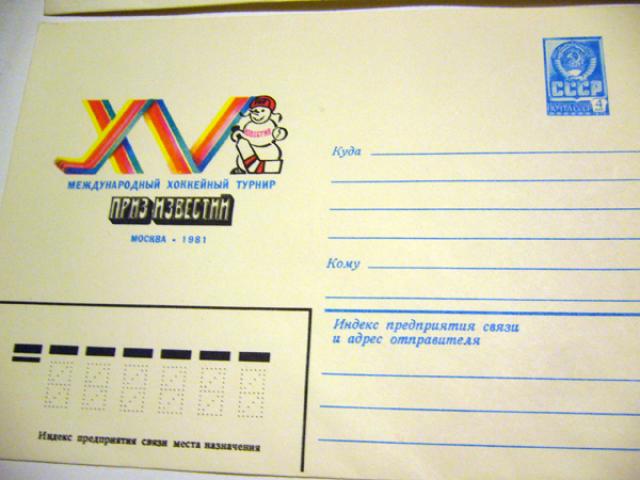 XV
ИЗВЕСТИЯ
МЕЖДУНАРОДНЫЙ ХОККЕЙНЫЙ ТУРНИР
ПРИЗ ИЗВЕСТИЙ
МОСКВА - 1981
СССР
ПОЧТА СССР 4
Куда
Кому
Индекс предприятия связи
и адрес отправителя
Индекс предприятия связи места назначения